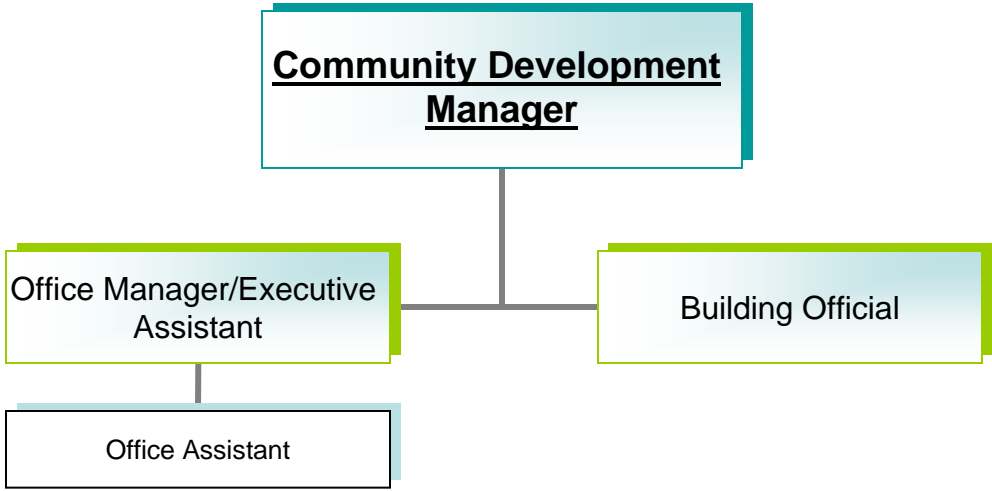 Community Development
Manager
Office Manager/Executive
Assistant
Building Official
Office Assistant